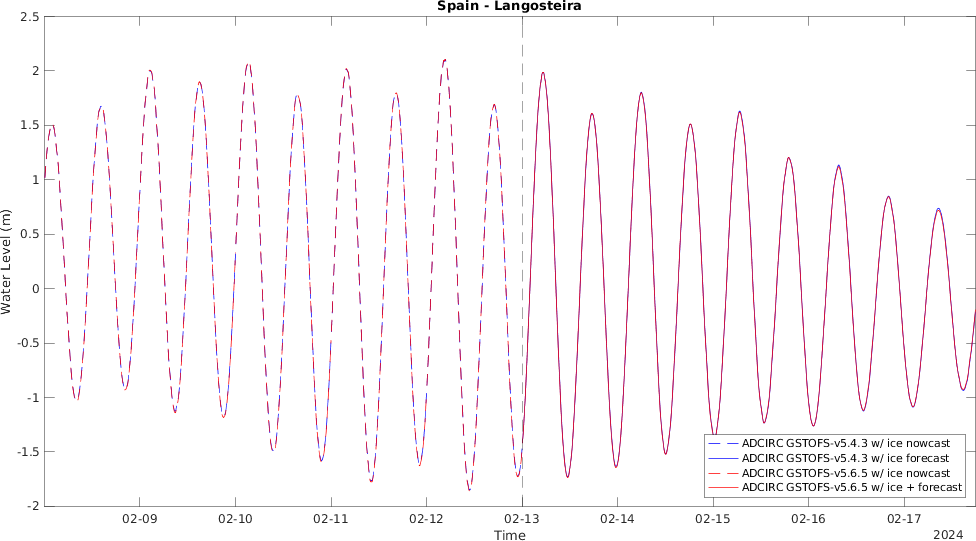 Spain - Langosteira
2.5
2
1.5
1
0.5
0
-0.5
-1
-1.5
-2
Water Level (m)
ADCIRC GSTOFS-v5.4.3 w/ ice nowcast
ADCIRC GSTOFS-v5.4.3 w/ ice forecast
ADCIRC GSTOFS-v5.6.5 w/ ice nowcast
ADCIRC GSTOFS-v5.6.5 w/ ice + forecast
02-09 02-10 02-11 02-12 02-13 02-14 02-15 02-16 02-17
Time
2024